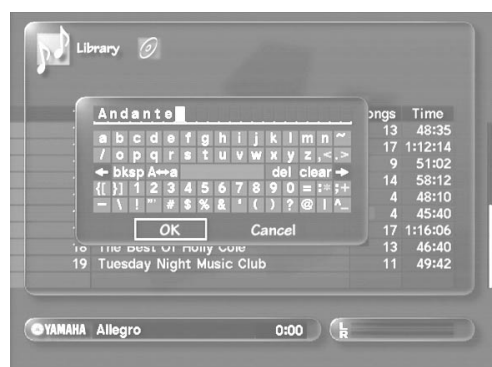 Library
Songs Time
13 48:35
17 1:12:14
9 51:02
14 58:12
4 48:10
4 45:40
17 1:16:06
18 The Best Of Holly Cole 13 46:40
19 Tuesday Night Music Club 11 49:42
Andante
a b c d e f g h i j k l m n ~
/ o p q r s t u v w x y z ,< .>
← bksp A↔a del clear →
{[ }] 1 2 3 4 5 6 7 8 9 0 = :* ;+
– \ ! "' # $ % & ' ( ) ? @ | ^_
OK Cancel
YAMAHA Allegro 0:00 L
R